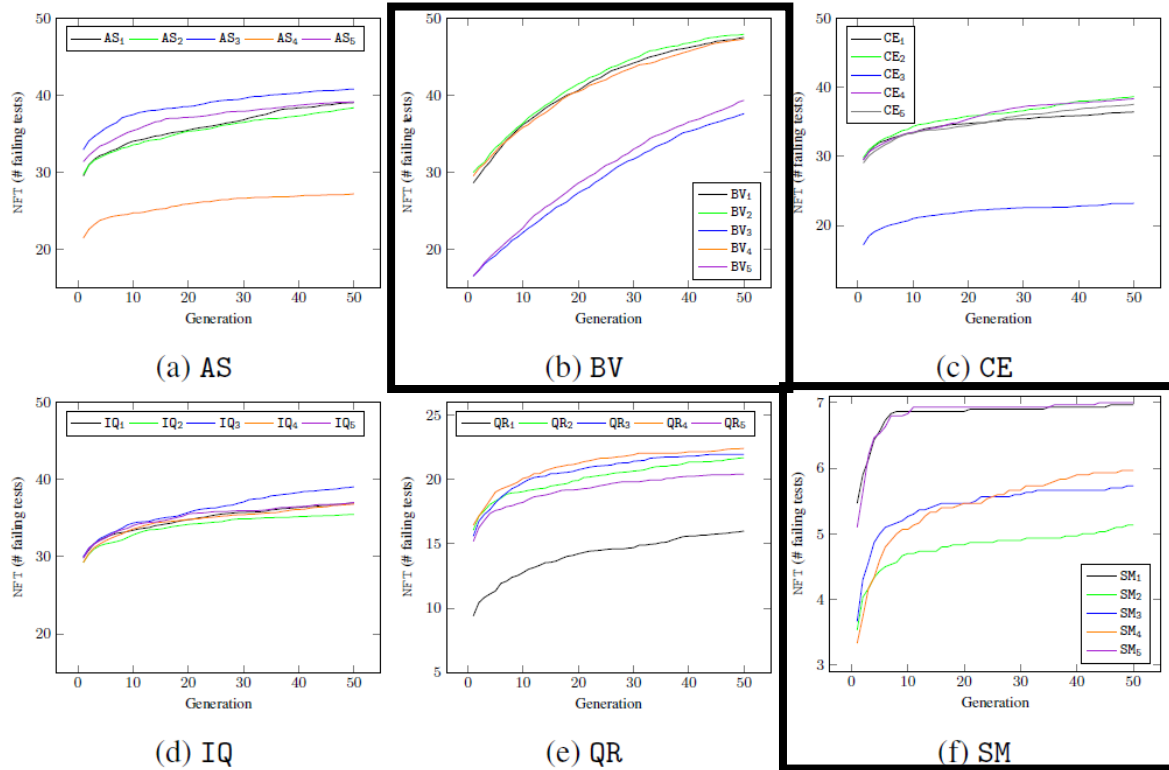 50
40
30
20
0 10 20 30 40 50
NFT (# failing tests)
Generation
AS1 AS2 AS3 AS4 AS5
(a) AS
50
40
30
20
0 10 20 30 40 50
NFT (# failing tests)
Generation
BV1
BV2
BV3
BV4
BV5
(b) BV
50
40
30
20
0 10 20 30 40 50
NFT (# failing tests)
Generation
CE1
CE2
CE3
CE4
CE5
(c) CE
50
40
30
20
0 10 20 30 40 50
NFT (# failing tests)
Generation
IQ1 IQ2 IQ3 IQ4 IQ5
(d) IQ
25
20
15
10
5
0 10 20 30 40 50
NFT (# failing tests)
Generation
QR1 QR2 QR3 QR4 QR5
(e) QR
7
6
5
4
3
0 10 20 30 40 50
NFT (# failing tests)
Generation
SM1
SM2
SM3
SM4
SM5
(f) SM